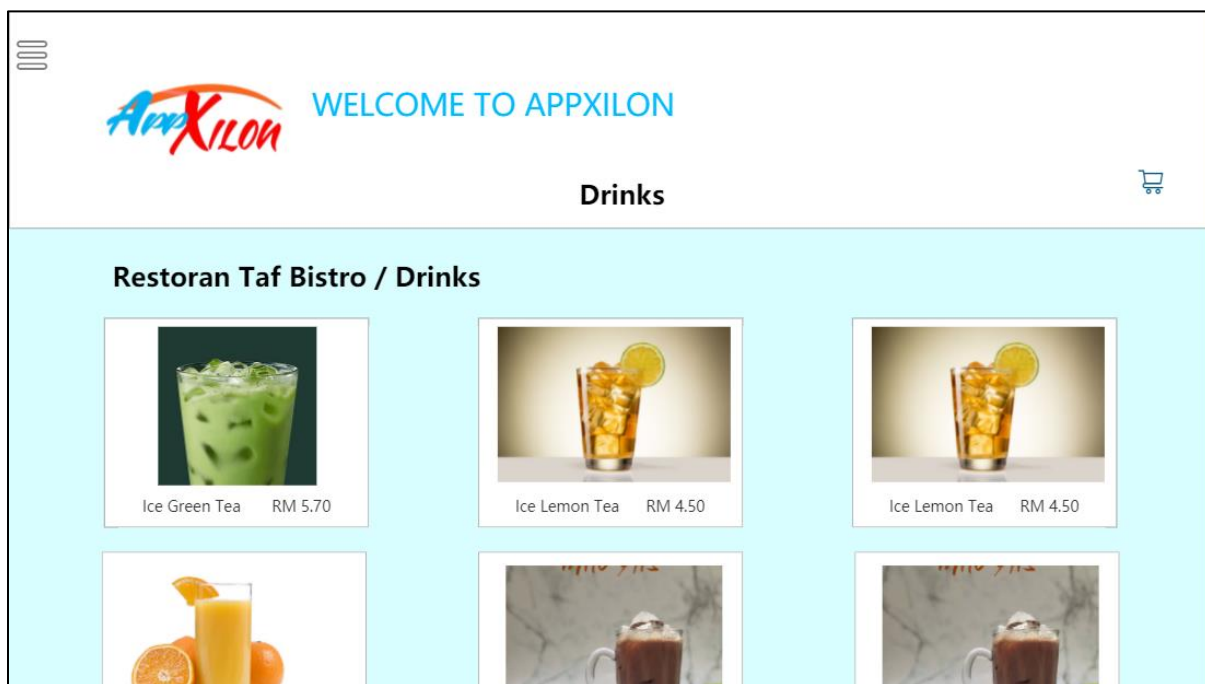 AppXilon
WELCOME TO APPXILON
Drinks
Restoran Taf Bistro / Drinks
Ice Green Tea RM 5.70
Ice Lemon Tea RM 4.50
Ice Lemon Tea RM 4.50